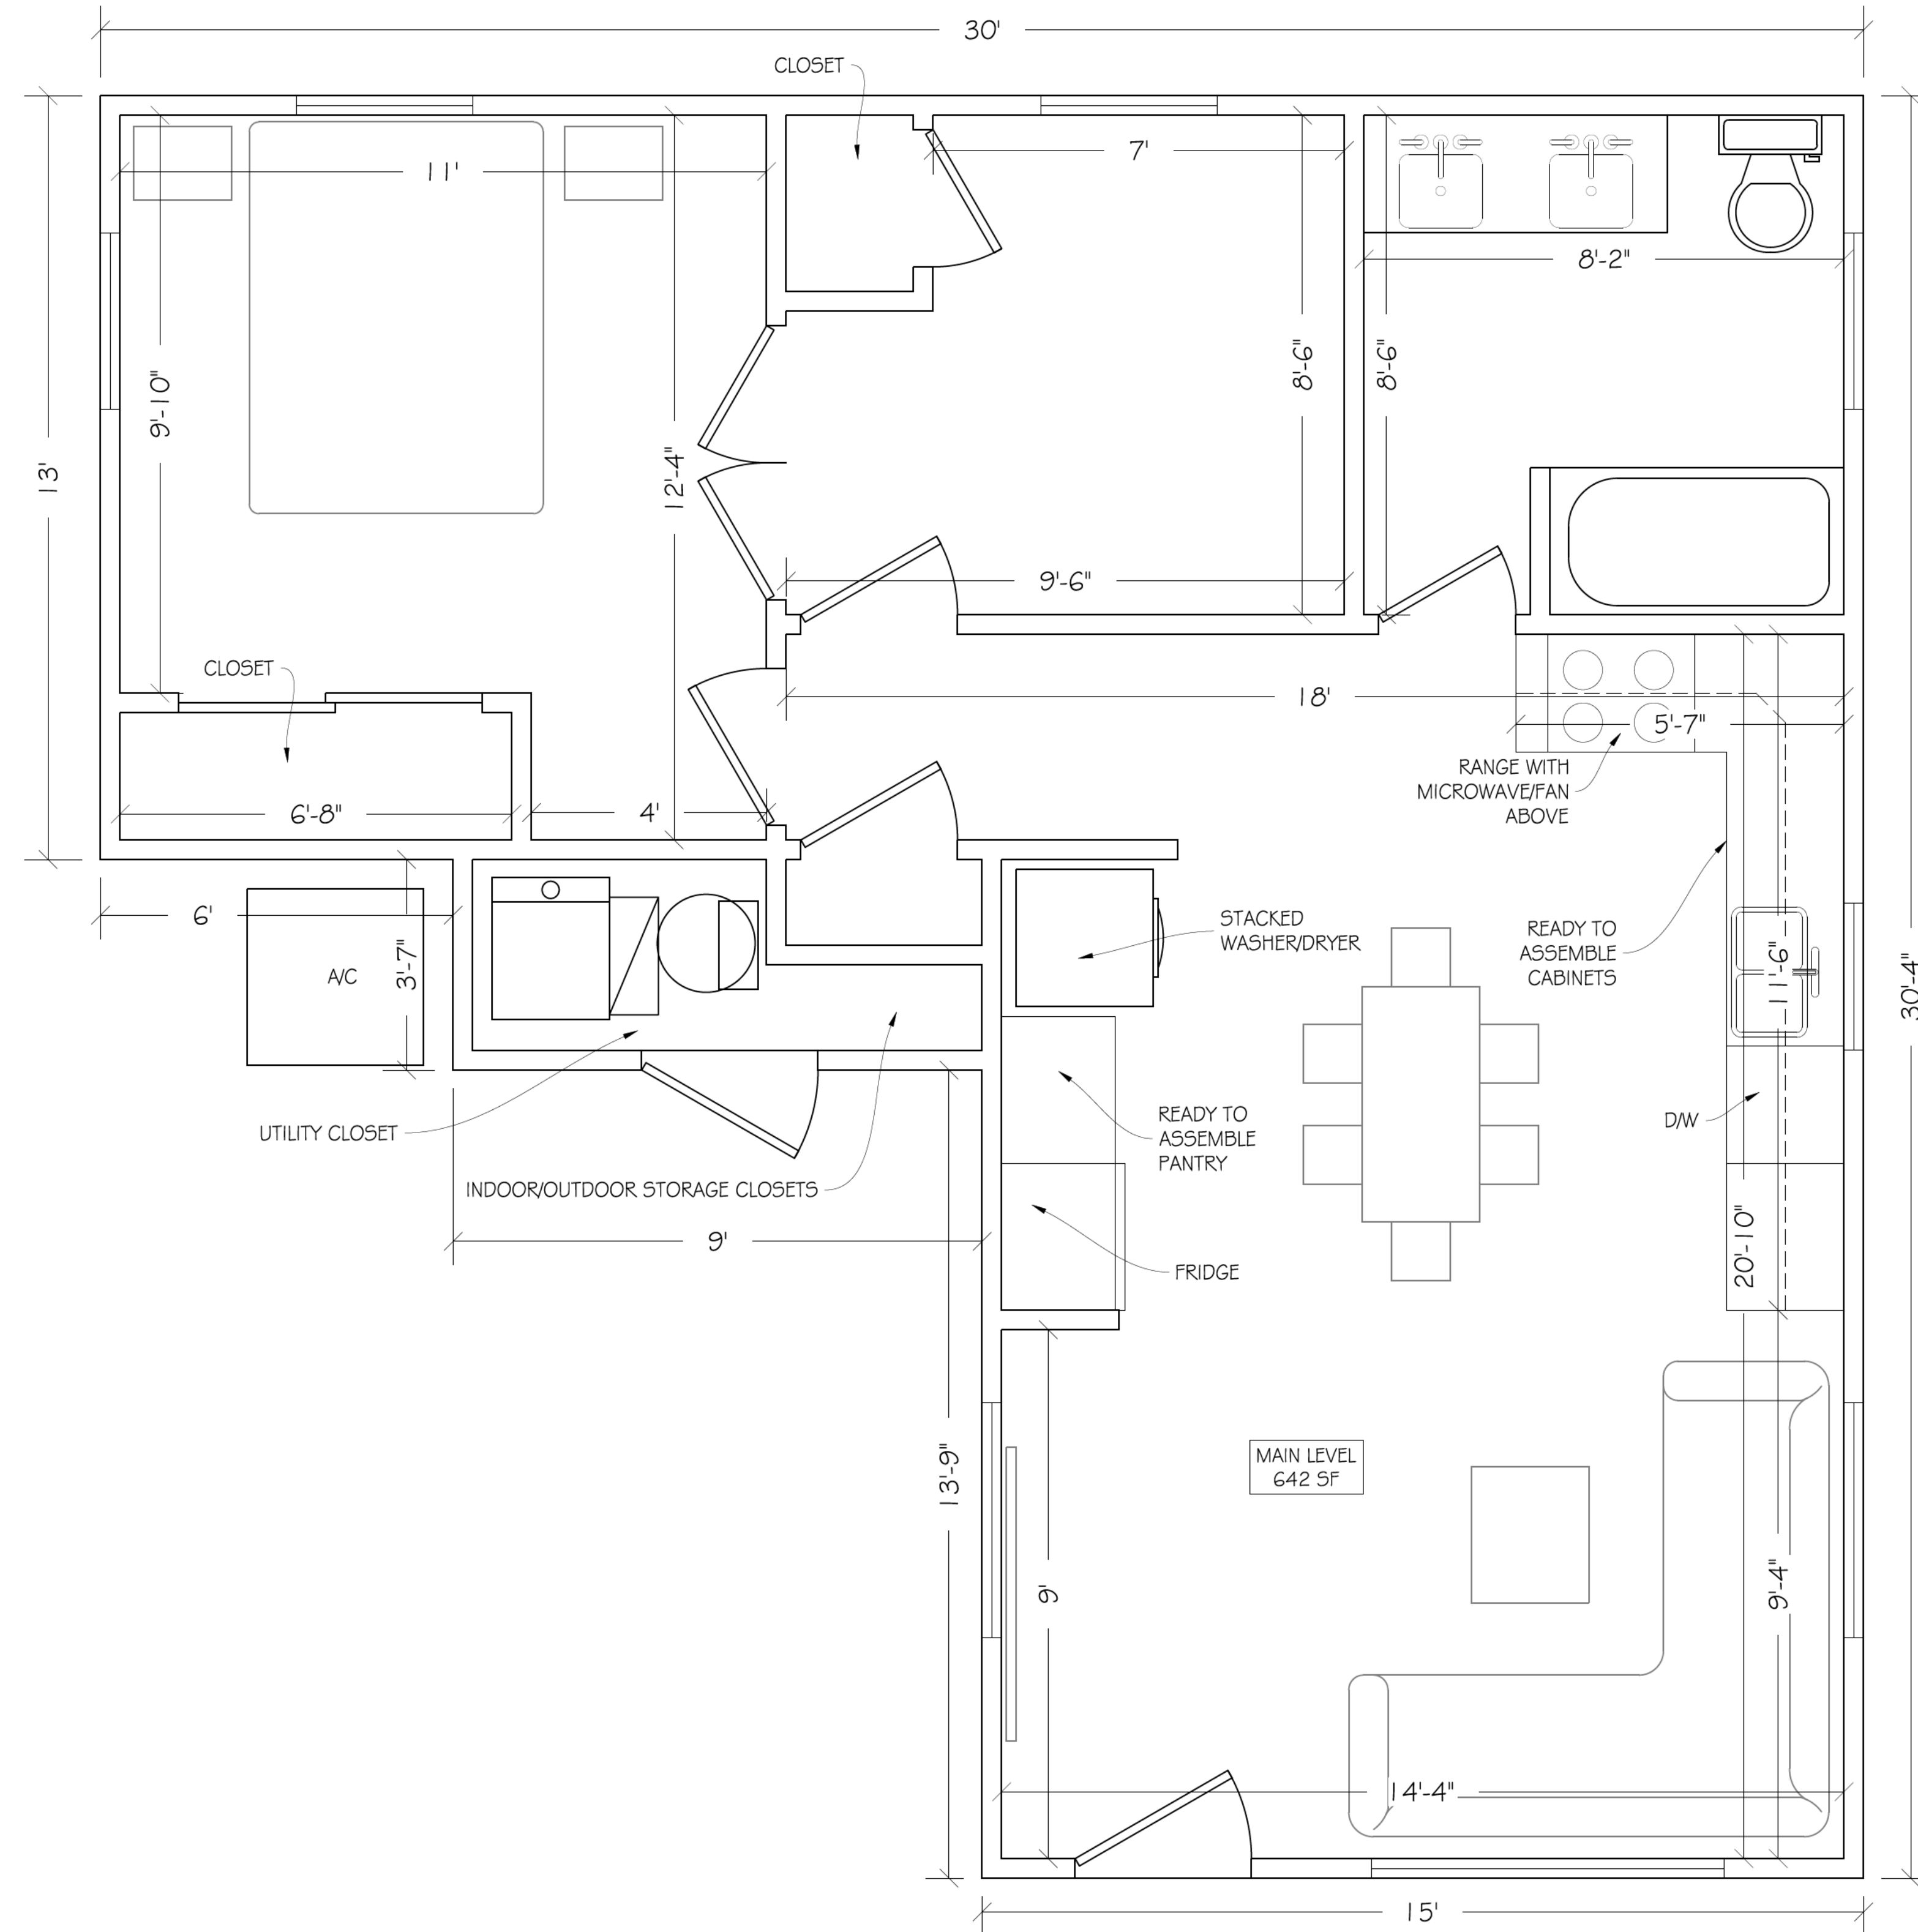 30'
CLOSET
7'
11'
8'-2"
8'-6"
8'-6"
9'-10"
13'
12'-4"
9'-6"
CLOSET
18'
5'-7"
RANGE WITH
MICROWAVE/FAN
ABOVE
6'-8"
4'
6'
A/C
3'-7"
STACKED
WASHER/DRYER
READY TO
ASSEMBLE
CABINETS
11'-6"
30'-4"
UTILITY CLOSET
READY TO
ASSEMBLE
PANTRY
D/W
INDOOR/OUTDOOR STORAGE CLOSETS
9'
FRIDGE
20'-10"
13'-9"
MAIN LEVEL
642 SF
9'
9'-4"
14'-4"
15'